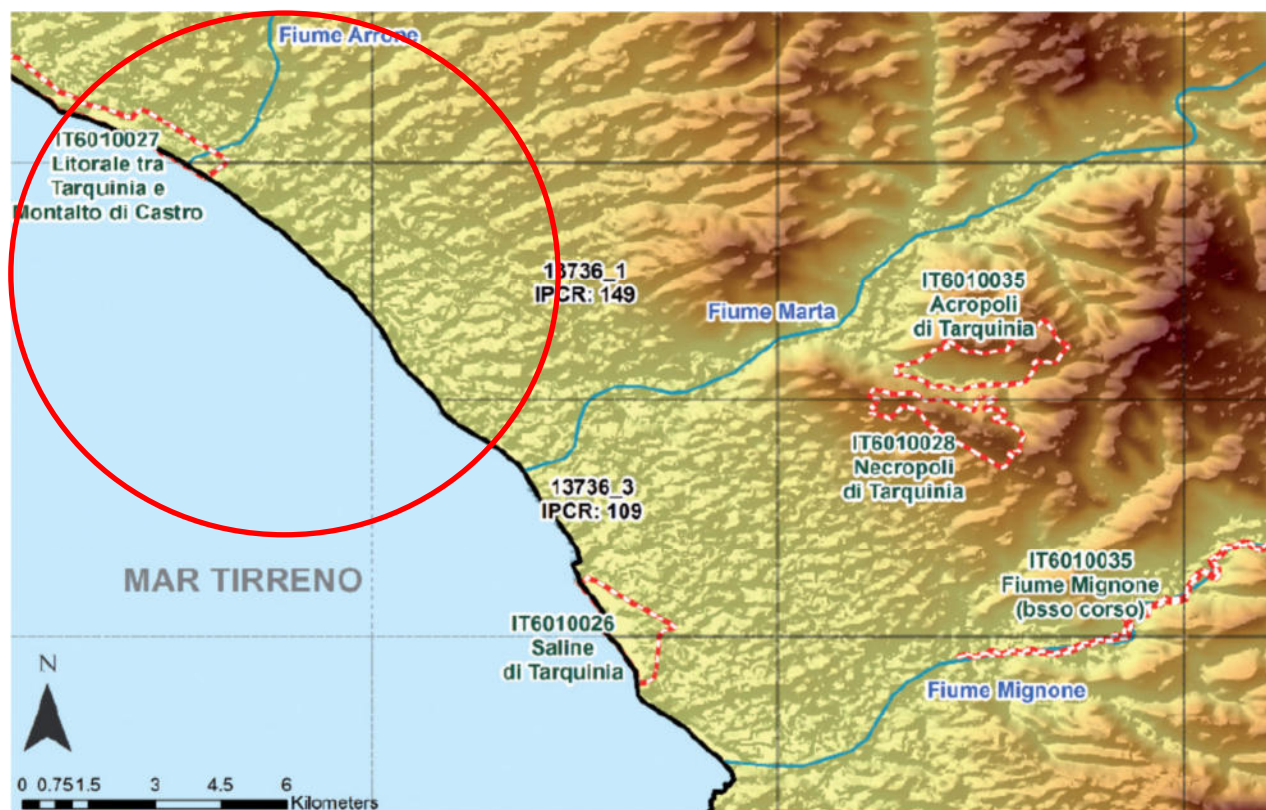 Fiume Arrone
IT6010027
Litorale tra
Tarquinia e
Montalto di Castro
13736_1
IPCR: 149
Fiume Marta
IT6010035
Acropoli
di Tarquinia
IT6010028
Necropoli
di Tarquinia
13736_3
IPCR: 109
MAR TIRRENO
IT6010035
Fiume Mignone
(bsso corso)
IT6010026
Saline
di Tarquinia
Fiume Mignone
N
0 0.75 1.5 3 4.5 6
Kilometers